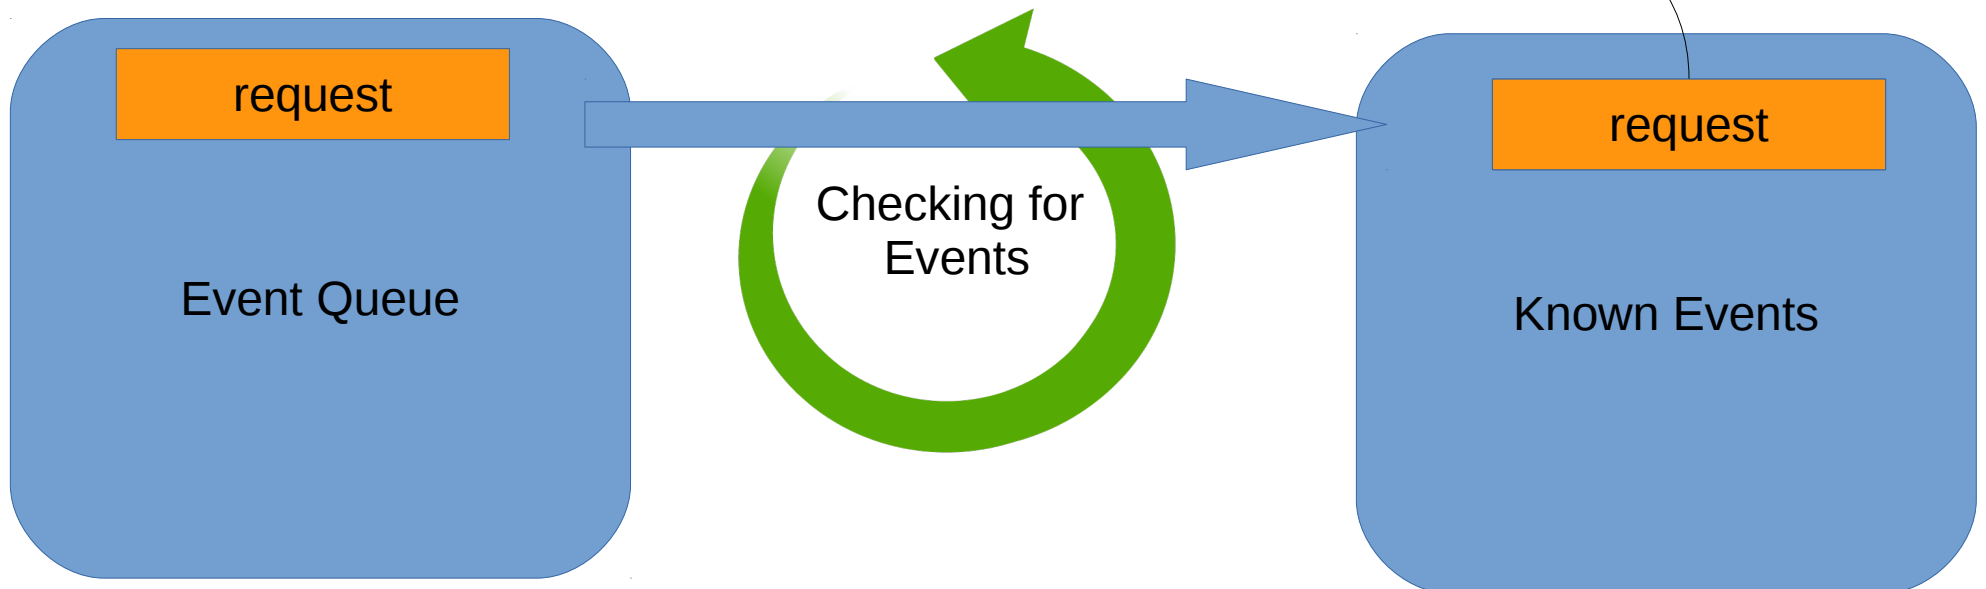 request
request
Checking for
Events
Event Queue
Known Events